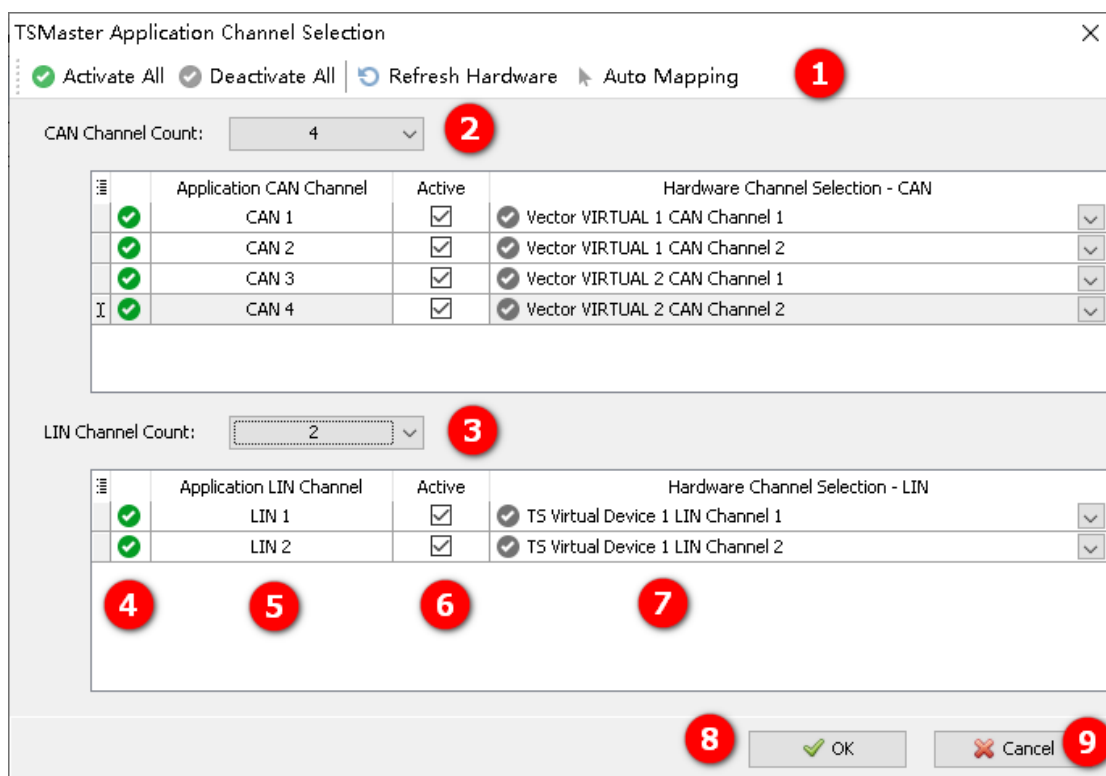 TSMaster Application Channel Selection
Activate All Deactivate All Refresh Hardware Auto Mapping 1
CAN Channel Count: 4 2
Application CAN Channel Active Hardware Channel Selection - CAN
CAN 1 Vector VIRTUAL 1 CAN Channel 1
CAN 2 Vector VIRTUAL 1 CAN Channel 2
CAN 3 Vector VIRTUAL 2 CAN Channel 1
CAN 4 Vector VIRTUAL 2 CAN Channel 2
LIN Channel Count: 2 3
Application LIN Channel Active Hardware Channel Selection - LIN
LIN 1 TS Virtual Device 1 LIN Channel 1
LIN 2 TS Virtual Device 1 LIN Channel 2
4 5 6 7
8 OK Cancel 9